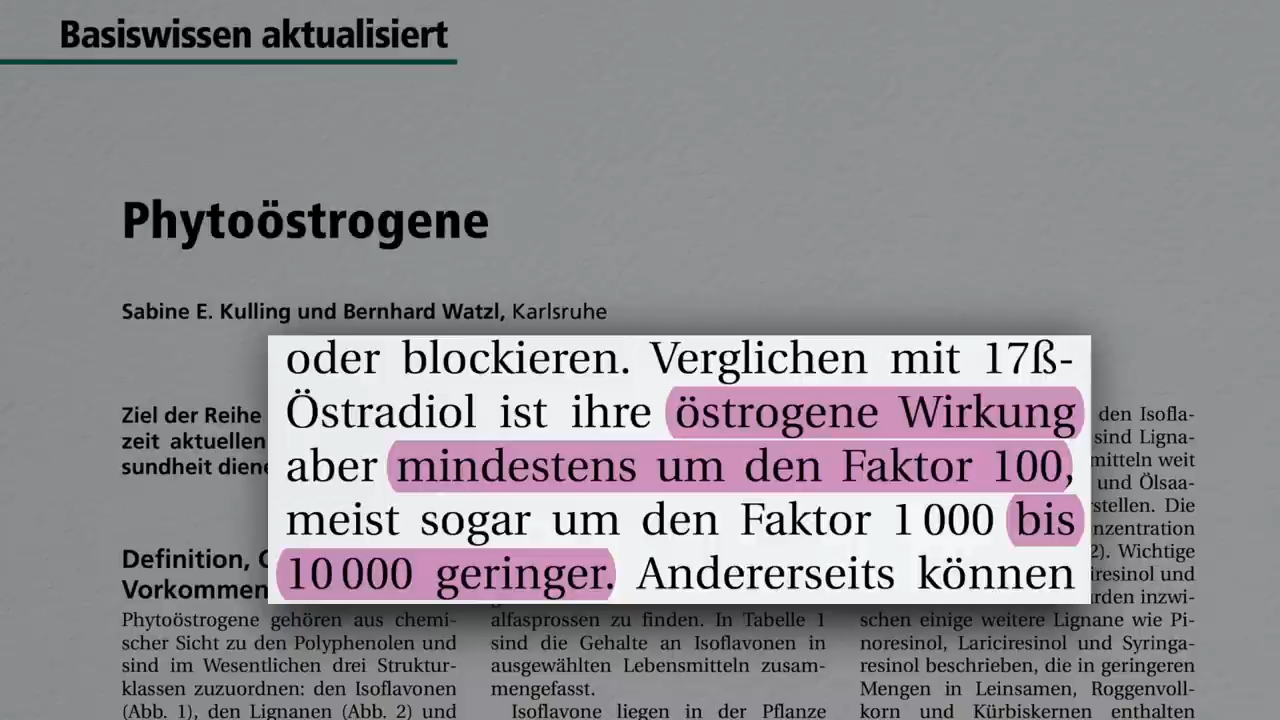 Basiswissen aktualisiert
Phytoöstrogene
Sabine E. Kulling und Bernhard Watzl, Karlsruhe
oder blockieren. Verglichen mit 17ß-
Östradiol ist ihre östrogene Wirkung
aber mindestens um den Faktor 100,
meist sogar um den Faktor 1 000 bis
10 000 geringer. Andererseits können
Ziel der Reihe
zeit aktuellen
sundheit
Definition,
Vorkommen
Phytoöstrogene gehören aus chemi-
scher Sicht zu den Polyphenolen und
sind im Wesentlichen drei Struktur-
klassen zuzuordnen: den Isoflavonen
(Abb. 1), den Lignanen (Abb. 2) und
alfasprossen zu finden. In Tabelle 1
sind die Gehalte an Isoflavonen in
ausgewählten Lebensmitteln zusam-
mengefasst.
Isoflavone liegen in der Pflanze
den Isofla-
sind Ligna-
mitteln weit
und Ölsaa-
rstellen. Die
nzentration
2). Wichtige
iresinol und
rden inzwi-
schen einige weitere Lignane wie Pi-
noresinol, Lariciresinol und Syringa-
resinol beschrieben, die in geringeren
Mengen in Leinsamen, Roggenvoll-
korn und Kürbiskernen enthalten